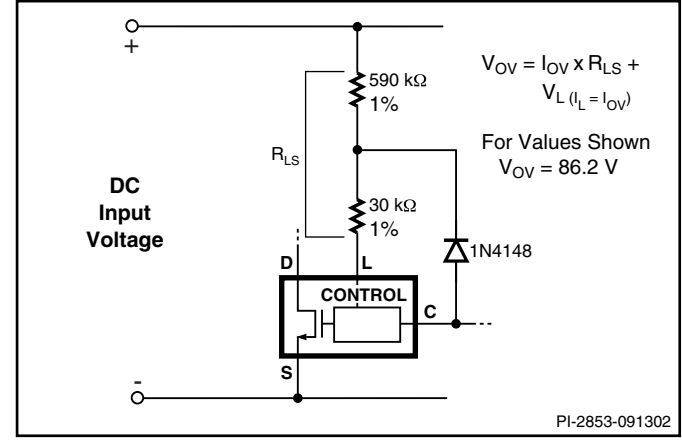 +
590 kΩ
1%
V_OV = I_OV x R_LS +
V_L (I_L = I_OV)
For Values Shown
V_OV = 86.2 V
R_LS
DC
Input
Voltage
30 kΩ
1%
1N4148
D
L
CONTROL
C
S
-
PI-2853-091302